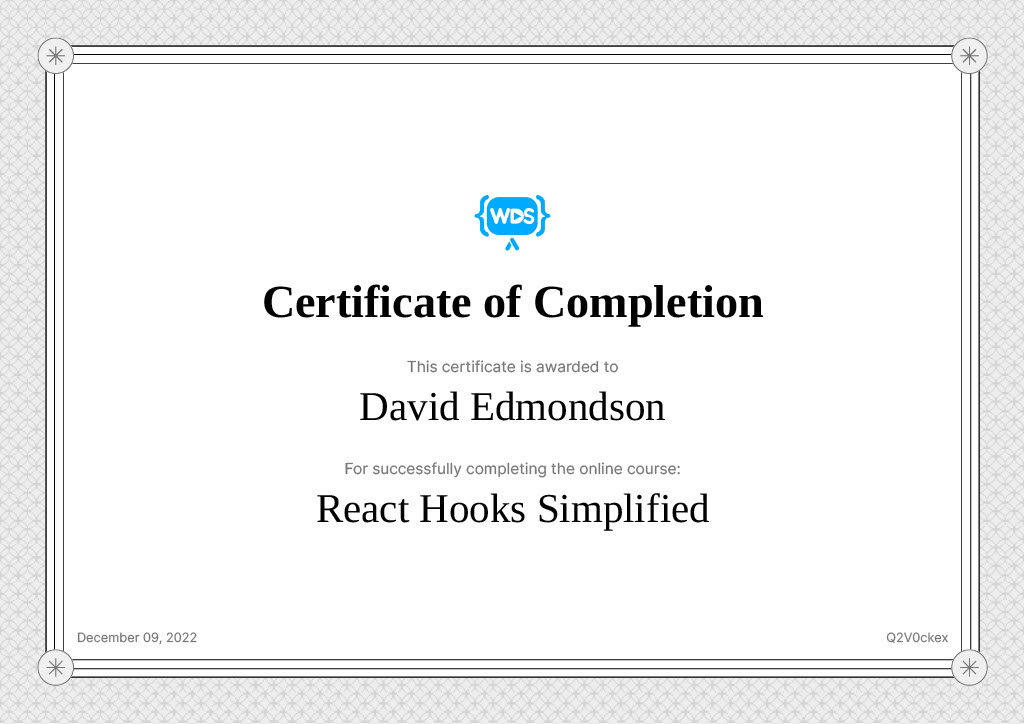 WDS
Certificate of Completion
This certificate is awarded to
David Edmondson
For successfully completing the online course:
React Hooks Simplified
December 09, 2022
Q2V0ckex